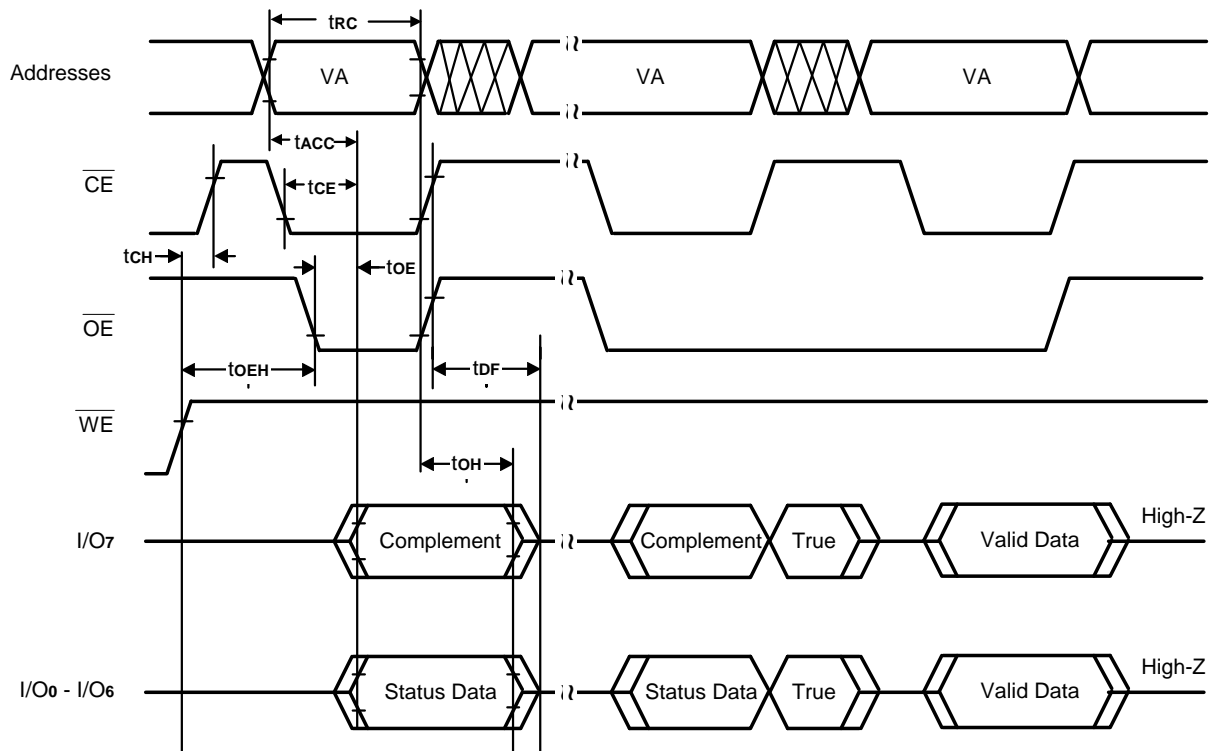 tRC
Addresses VA VA VA
tACC
CE
tCE
tCH
tOE
OE
tOEH
tDF
WE
tOH
I/O7 Complement Complement True Valid Data High-Z
I/O0 - I/O6 Status Data Status Data True Valid Data High-Z